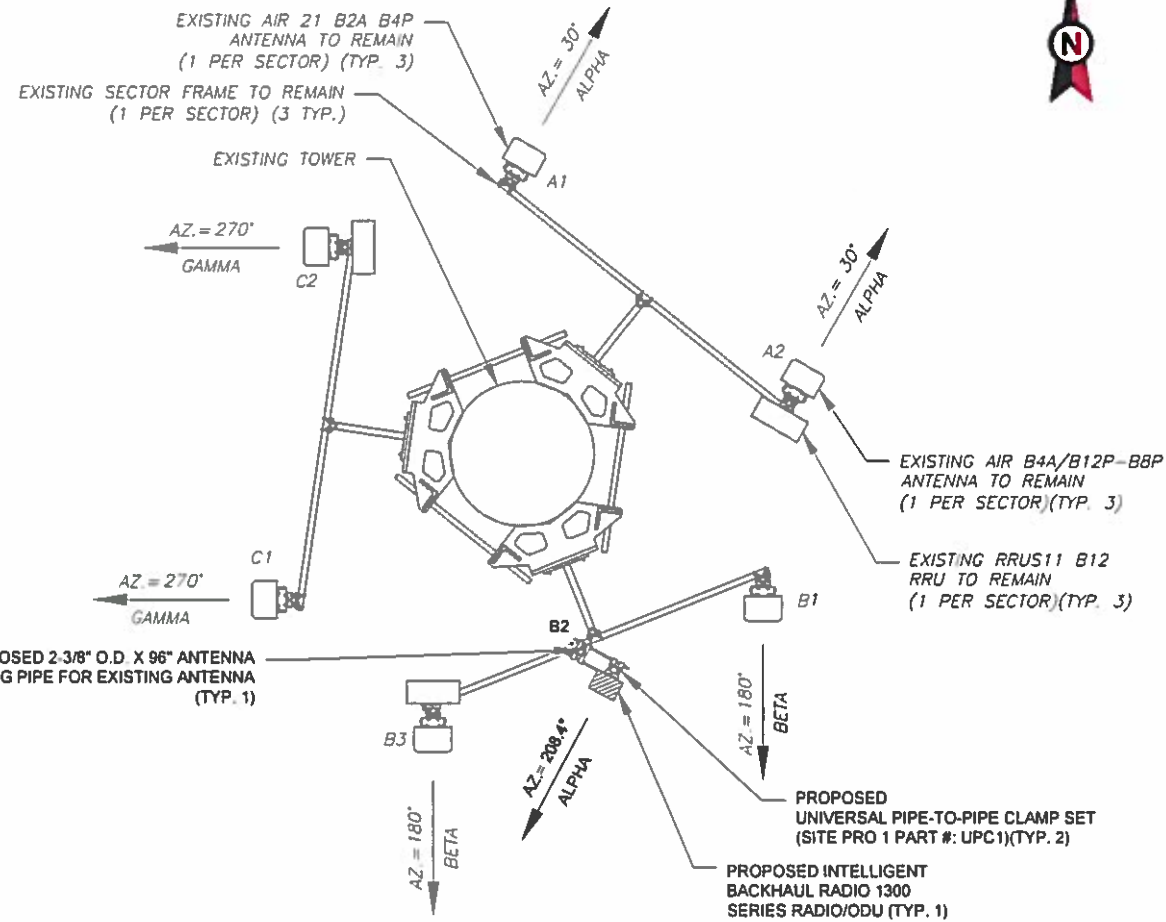 EXISTING AIR 21 B2A B4P
ANTENNA TO REMAIN
(1 PER SECTOR) (TYP. 3)
EXISTING SECTOR FRAME TO REMAIN
(1 PER SECTOR) (3 TYP.)
EXISTING TOWER
AZ.= 30°
ALPHA
N
A1
AZ.= 270°
GAMMA
C2
AZ.= 30°
ALPHA
A2
EXISTING AIR B4A/B12P-B8P
ANTENNA TO REMAIN
(1 PER SECTOR)(TYP. 3)
EXISTING RRUS11 B12
RRU TO REMAIN
(1 PER SECTOR)(TYP. 3)
C1
AZ.= 270°
GAMMA
B1
B2
OSED 2-3/8" O.D. X 96" ANTENNA
G PIPE FOR EXISTING ANTENNA
(TYP. 1)
B3
AZ.= 208.4°
ALPHA
AZ.= 180°
BETA
AZ.= 180°
BETA
PROPOSED
UNIVERSAL PIPE-TO-PIPE CLAMP SET
(SITE PRO 1 PART #: UPC1)(TYP. 2)
PROPOSED INTELLIGENT
BACKHAUL RADIO 1300
SERIES RADIO/ODU (TYP. 1)